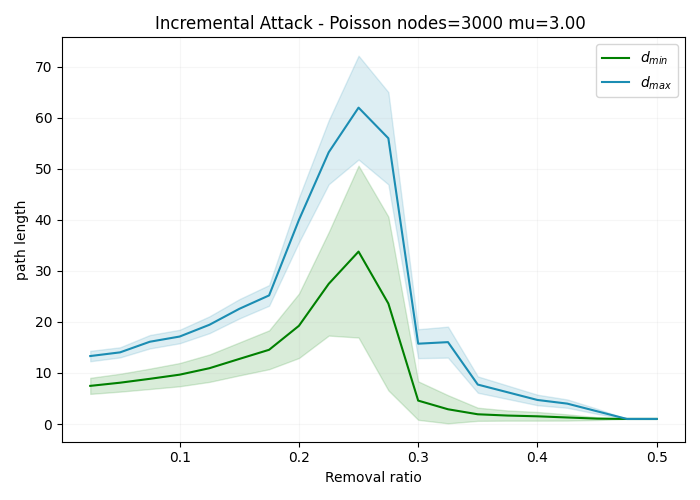 Incremental Attack - Poisson nodes=3000 mu=3.00
d_min
d_max
path length
70
60
50
40
30
20
10
0
0.1 0.2 0.3 0.4 0.5
Removal ratio